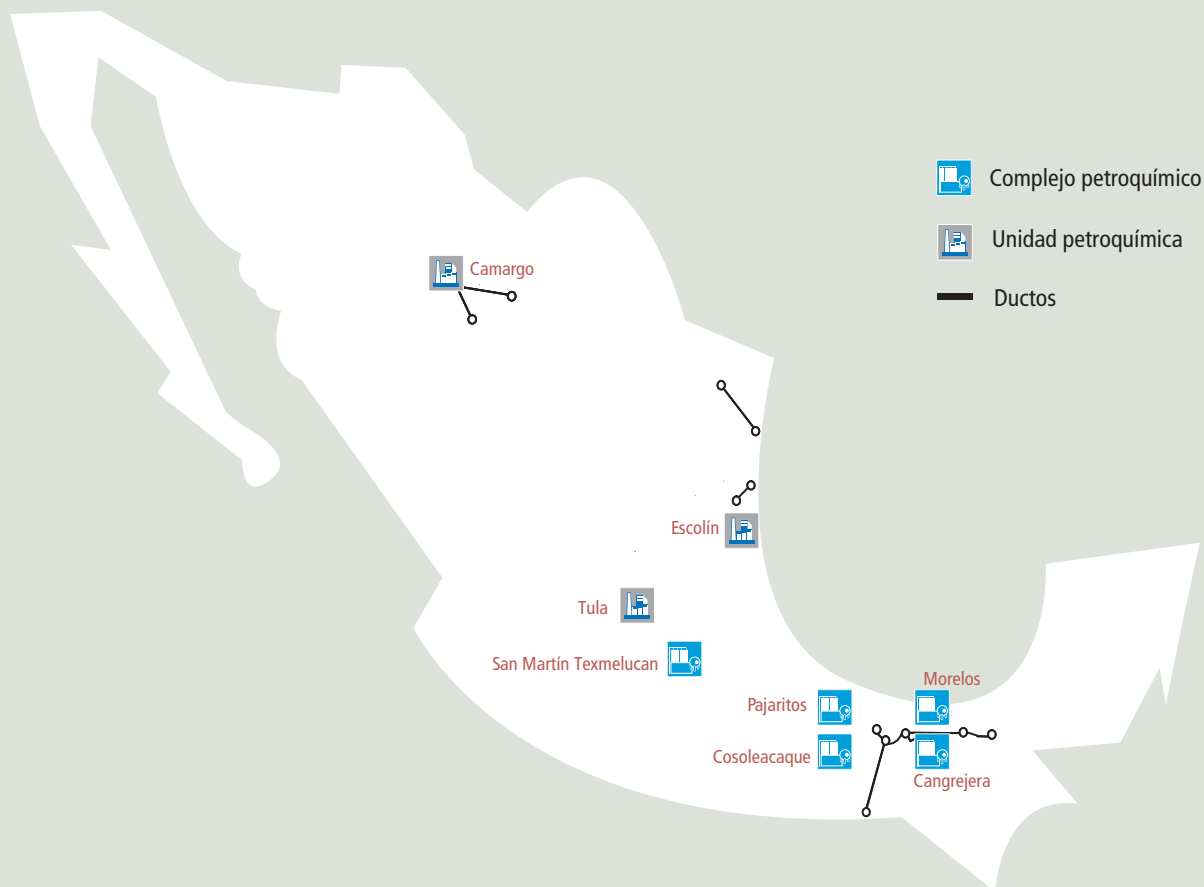 Complejo petroquímico
Unidad petroquímica
Ductos
Camargo
Escolín
Tula
San Martín Texmelucan
Pajaritos
Morelos
Cosoleacaque
Cangrejera